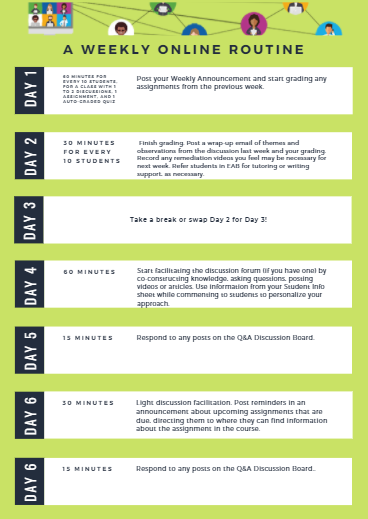 A WEEKLY ONLINE ROUTINE
DAY 1
60 MINUTES FOR
EVERY 10 STUDENTS,
FOR A CLASS WITH 1
TO 2 DISCUSSIONS, 1
ASSIGNMENT, AND 1
AUTO GRADED QUIZ
Post your Weekly Announcement and start grading any
assignments from the previous week.
DAY 2
30 MINUTES
FOR EVERY
10 STUDENTS
Finish grading. Post a wrap-up email of themes and
observations from the discussion last week and your grading.
Record any remediation videos you feel may be necessary for
next week. Refer students in EAB for tutoring or writing
support, as necessary.
DAY 3
Take a break or swap Day 2 for Day 3!
DAY 4
60 MINUTES
Start facilitating the discussion forum (if you have one) by
co-constructing knowledge, asking questions, posting
videos or articles. Use information from your Student Info
sheet while commenting to students to personalize your
approach.
DAY 5
15 MINUTES
Respond to any posts on the Q&A Discussion Board.
DAY 6
30 MINUTES
Light discussion facilitation. Post reminders in an
announcement about upcoming assignments that are
due, directing them to where they can find information
about the assignment in the course.
DAY 6
15 MINUTES
Respond to any posts on the Q&A Discussion Board..